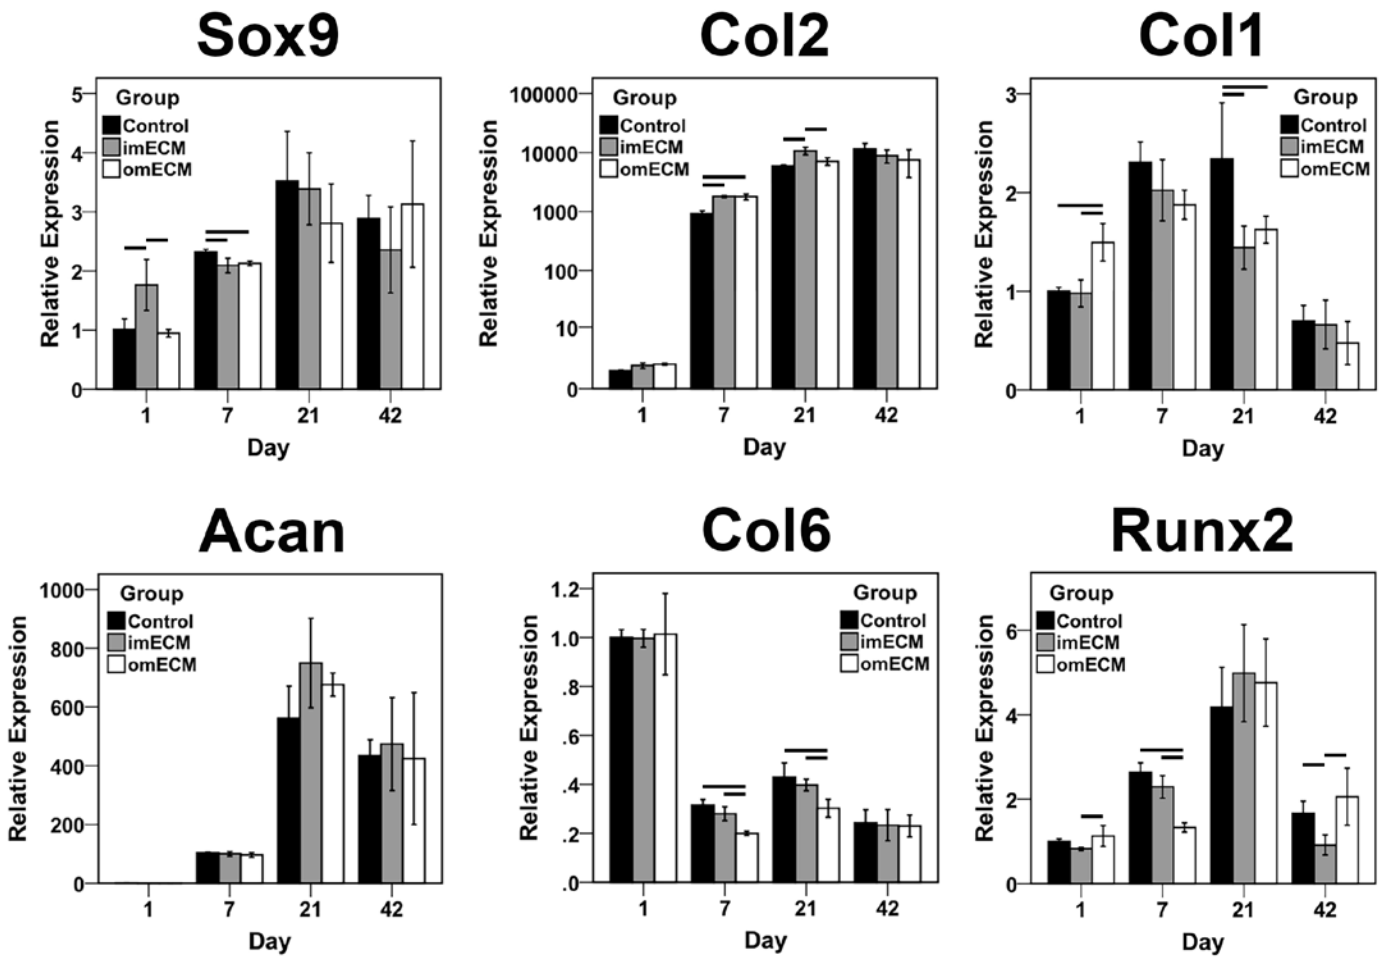 Sox9
Relative Expression
5
4
3
2
1
0
Group
Control
imECM
omECM
1 7 21 42
Day
Col2
Relative Expression
100000
10000
1000
100
10
0
Group
Control
imECM
omECM
1 7 21 42
Day
Col1
Relative Expression
3
2
1
0
Group
Control
imECM
omECM
1 7 21 42
Day
Acan
Relative Expression
1000
800
600
400
200
0
Group
Control
imECM
omECM
1 7 21 42
Day
Col6
Relative Expression
1.2
1.0
.8
.6
.4
.2
.0
Group
Control
imECM
omECM
1 7 21 42
Day
Runx2
Relative Expression
6
4
2
0
Group
Control
imECM
omECM
1 7 21 42
Day